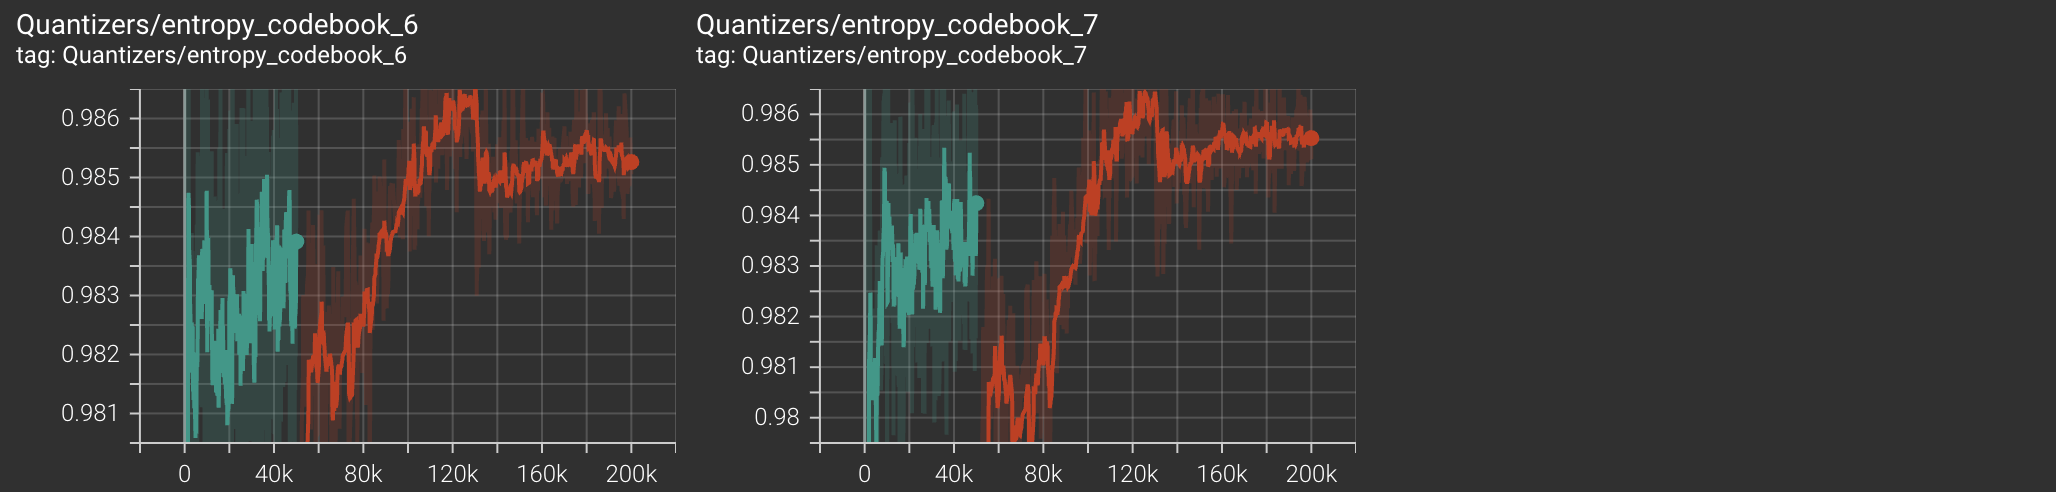 Quantizers/entropy_codebook_6
tag: Quantizers/entropy_codebook_6
0.986
0.985
0.984
0.983
0.982
0.981
0 40k 80k 120k 160k 200k
Quantizers/entropy_codebook_7
tag: Quantizers/entropy_codebook_7
0.986
0.985
0.984
0.983
0.982
0.981
0.98
0 40k 80k 120k 160k 200k